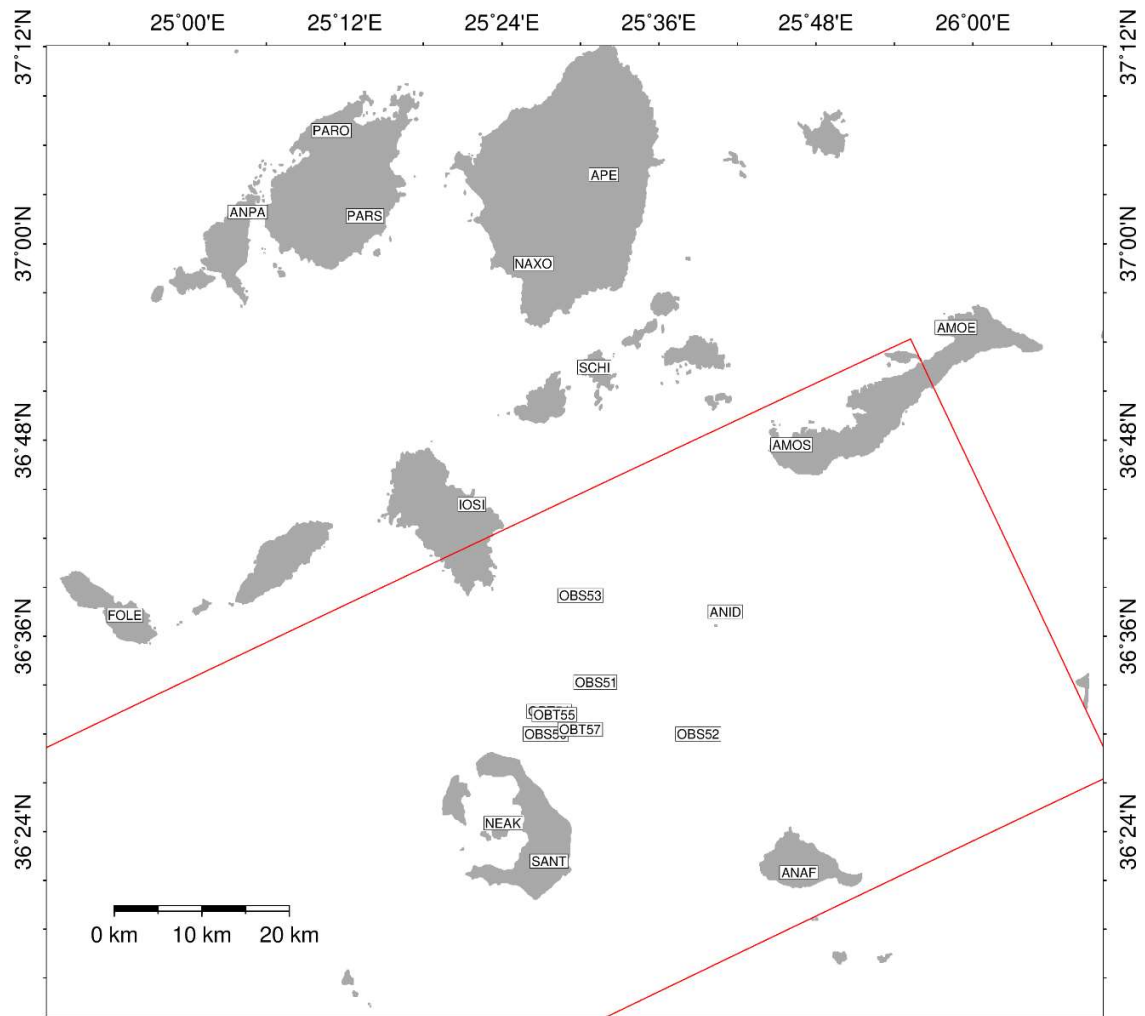 25°00'E 25°12'E 25°24'E 25°36'E 25°48'E 26°00'E
37°12'N 37°12'N
PARO
APE
ANPA PARS
37°00'N 37°00'N
NAXO
AMOE
SCHI
36°48'N AMOS 36°48'N
IOSI
OBS53
ANID
FOLE
36°36'N 36°36'N
OBS51
OBT55
OBT57
OBS52
36°24'N NEAK 36°24'N
SANT
ANAF
0 km 10 km 20 km